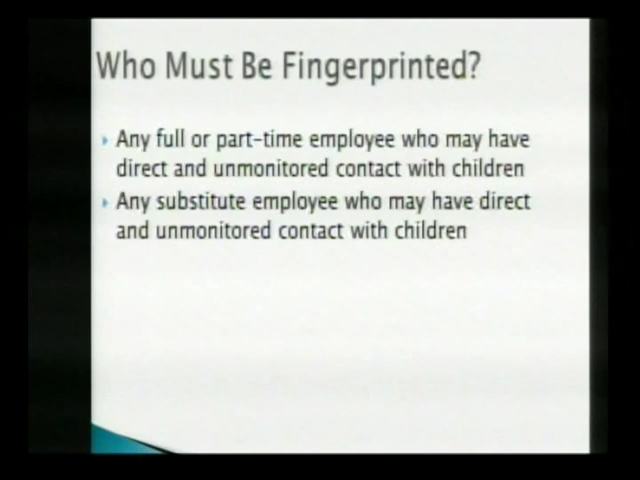 Who Must Be Fingerprinted?
Any full or part-time employee who may have
direct and unmonitored contact with children
Any substitute employee who may have direct
and unmonitored contact with children